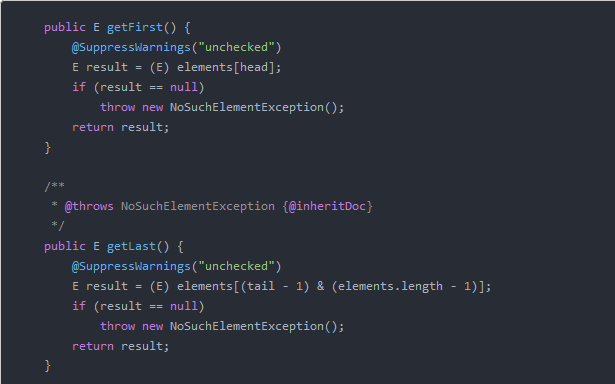 public E getFirst() {
@SuppressWarnings("unchecked")
E result = (E) elements[head];
if (result == null)
throw new NoSuchElementException();
return result;
}
/**
* @throws NoSuchElementException {@inheritDoc}
*/
public E getLast() {
@SuppressWarnings("unchecked")
E result = (E) elements[(tail - 1) & (elements.length - 1)];
if (result == null)
throw new NoSuchElementException();
return result;
}